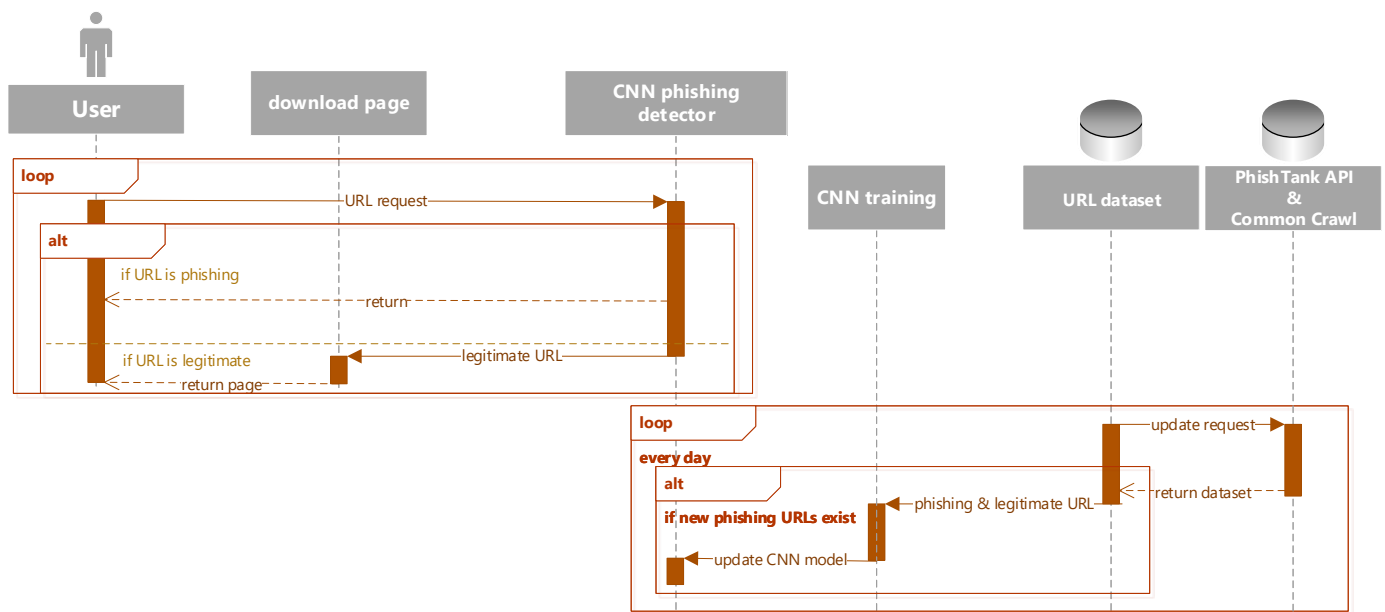 User
download page
CNN phishing
detector
CNN training
URL dataset
PhishTank API
&
Common Crawl
loop
URL request
alt
if URL is phishing
return
legitimate URL
if URL is legitimate
return page
loop
update request
every day
alt
return dataset
phishing & legitimate URL
if new phishing URLs exist
update CNN model